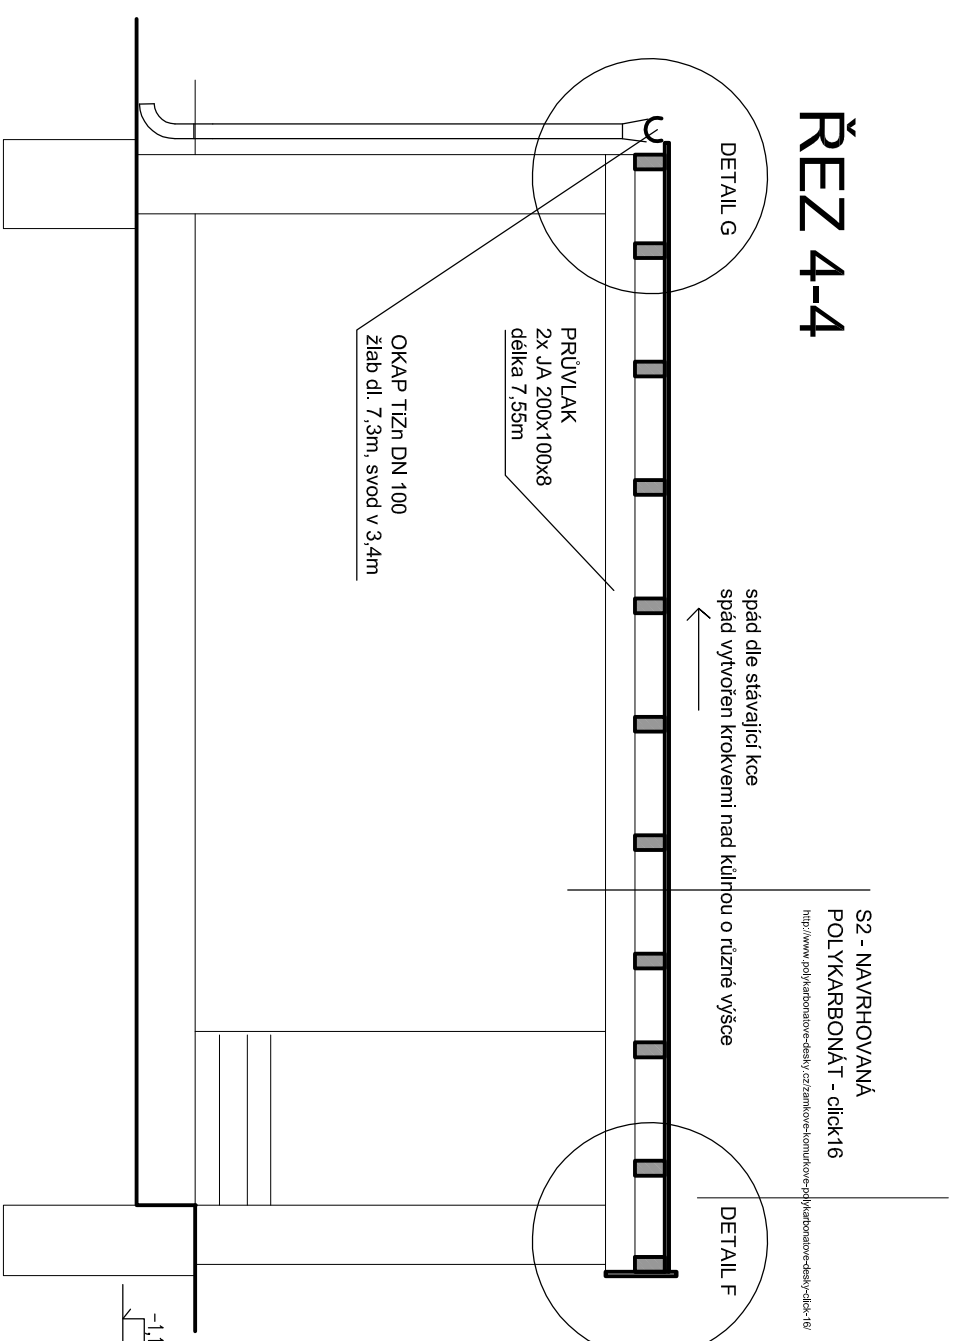 ŘEZ 4-4
S2 - NAVRHOVANÁ
POLYKARBONÁT - click16
http://www.polykarbonatove-desky.cz/zamkove-komurkove-polykarbonatove-desky-click-16/
spád dle stávající kce
spád vytvořen krokvemi nad kůlnou o různé výšce
DETAIL G
DETAIL F
PRŮVLAK
2x JA 200x100x8
délka 7,55m
OKAP TiZn DN 100
žlab dl. 7,3m, svod v 3,4m